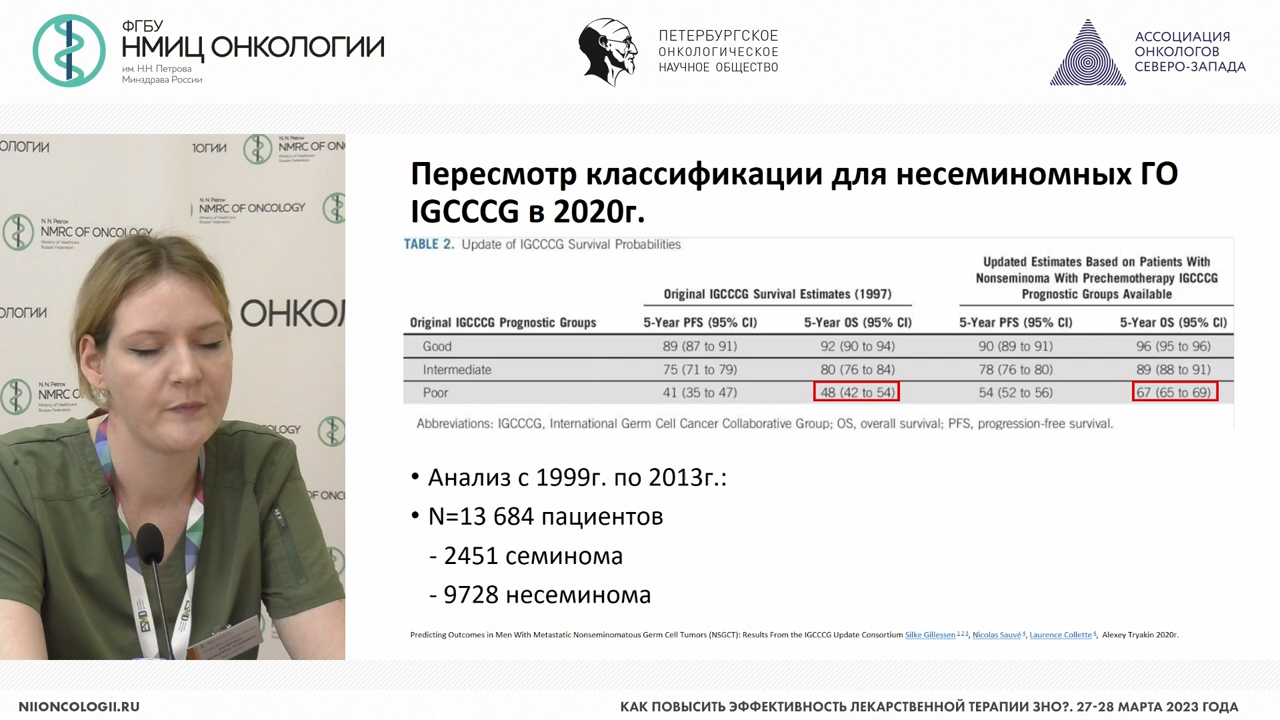 ФГБУ
НМИЦ ОНКОЛОГИИ
им. Н.Н. Петрова
Минздрава России
ПЕТЕРБУРГСКОЕ
ОНКОЛОГИЧЕСКОЕ
НАУЧНОЕ ОБЩЕСТВО
АССОЦИАЦИЯ
ОНКОЛОГОВ
СЕВЕРО-ЗАПАДА
N. N. Petrov
NMRC OF ONCOLOGY
ОНКОЛ
Пересмотр классификации для несеминомных ГО
IGCCCG в 2020г.
TABLE 2. Update of IGCCCG Survival Probabilities
Original IGCCCG Survival Estimates (1997)
Updated Estimates Based on Patients With
Nonseminoma With Prechemotherapy IGCCCG
Prognostic Groups Available
Original IGCCCG Prognostic Groups 5-Year PFS (95% CI) 5-Year OS (95% CI) 5-Year PFS (95% CI) 5-Year OS (95% CI)
Good 89 (87 to 91) 92 (90 to 94) 90 (89 to 91) 96 (95 to 96)
Intermediate 75 (71 to 79) 80 (76 to 84) 78 (76 to 80) 89 (88 to 91)
Poor 41 (35 to 47) 48 (42 to 54) 54 (52 to 56) 67 (65 to 69)
Abbreviations: IGCCCG, International Germ Cell Cancer Collaborative Group; OS, overall survival; PFS, progression-free survival.
• Анализ с 1999г. по 2013г.:
• N=13 684 пациентов
- 2451 семинома
- 9728 несеминома
Predicting Outcomes in Men With Metastatic Nonseminomatous Germ Cell Tumors (NSGCT): Results From the IGCCCG Update Consortium Silke Gillessen, Nicolas Sauvé, Laurence Collette, Alexey Tryakin 2020г.
NIIONCOLOGII.RU
КАК ПОВЫСИТЬ ЭФФЕКТИВНОСТЬ ЛЕКАРСТВЕННОЙ ТЕРАПИИ ЗНО?. 27-28 МАРТА 2023 ГОДА